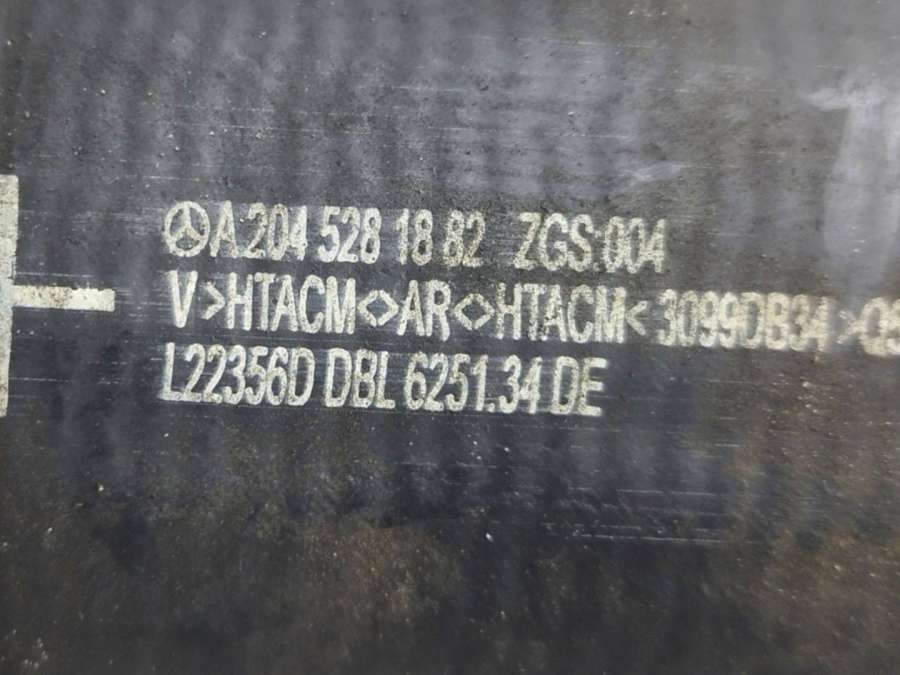 A 204 528 18 82 ZGS:004
V>HTACM<>AR<>HTACM<3099DB34>
L22356D DBL 6251.34 DE